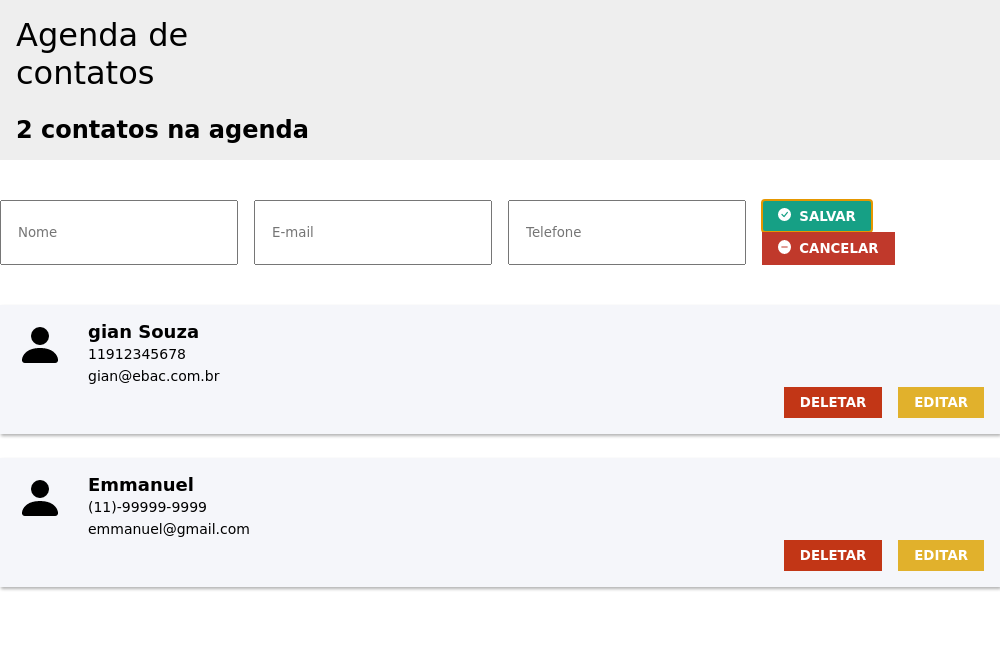 Agenda de
contatos
2 contatos na agenda
Nome
E-mail
Telefone
SALVAR
CANCELAR
gian Souza
11912345678
gian@ebac.com.br
DELETAR
EDITAR
Emmanuel
(11)-99999-9999
emmanuel@gmail.com
DELETAR
EDITAR